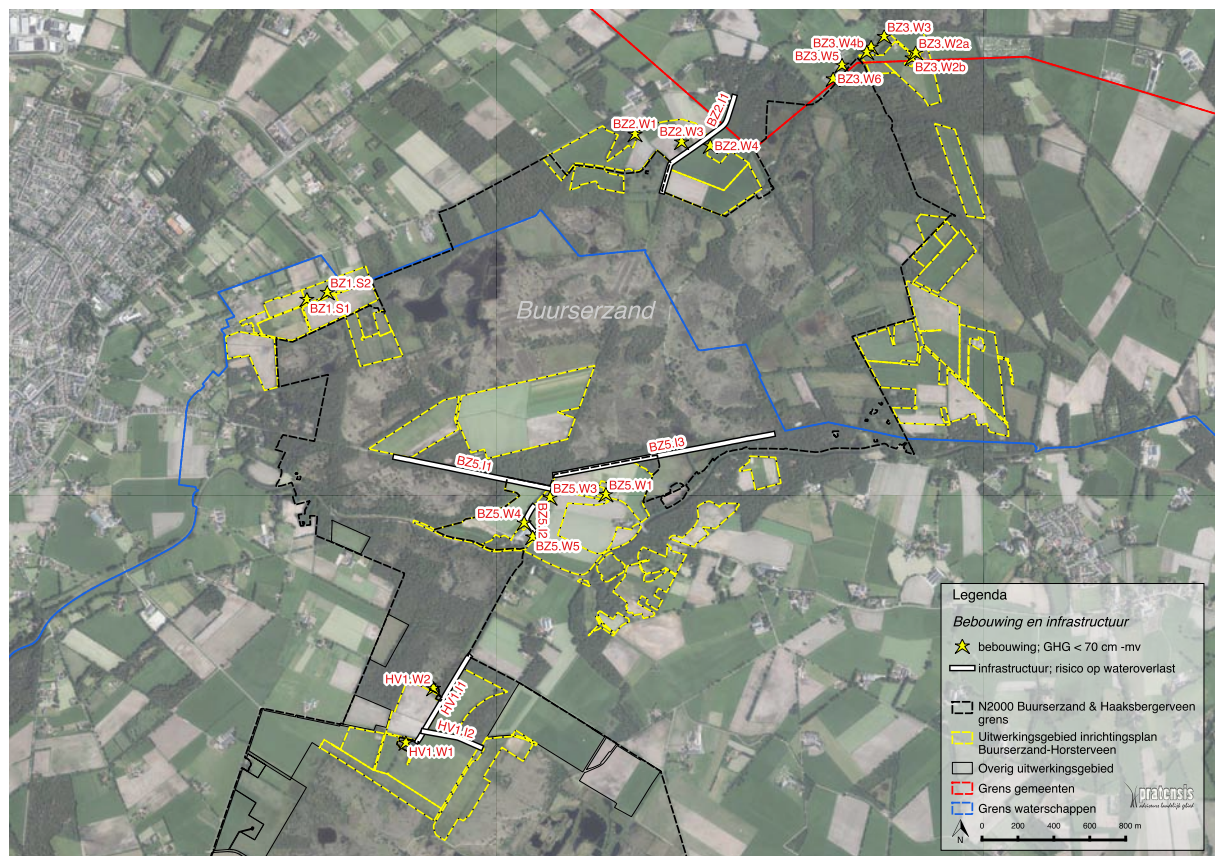 BZ3.W3
BZ3.W4b
BZ3.W2a
BZ3.W5
BZ3.W2b
BZ3.W6
BZ2.I1
BZ2.W1
BZ2.W3
BZ2.W4
BZ1.S2
BZ1.S1
Buurserzand
BZ5.I3
BZ5.I1
BZ5.W3
BZ5.W1
BZ5.W4
BZ5.I2
BZ5.W5
HV1.W2
HV1.I1
HV1.I2
HV1.W1
Legenda
Bebouwing en infrastructuur
bebouwing; GHG < 70 cm -mv
infrastructuur; risico op wateroverlast
N2000 Buurserzand & Haaksbergerveen
grens
Uitwerkingsgebied inrichtingsplan
Buurserzand-Horsterveen
Overig uitwerkingsgebied
Grens gemeenten
Grens waterschappen
pratensis
adviseurs landelijk gebied
N
0 200 400 600 800 m